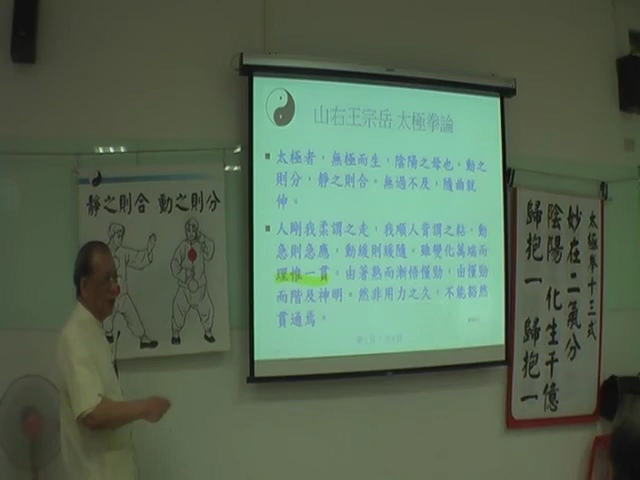 靜之則合 動之則分
山右王宗岳 太極拳論
太極者，無極而生，陰陽之母也。動之
則分，靜之則合。無過不及，隨曲就
伸。
人剛我柔謂之走，我順人背謂之黏，動
急則急應，動緩則緩隨。雖變化萬端而
理惟一貫。由著熟而漸悟懂勁，由懂勁
而階及神明。然非用力之久，不能豁然
貫通焉。
太極拳十三式
妙在二氣分
陰陽 化生千億
歸抱一 歸抱一